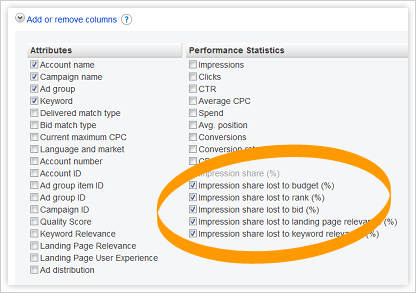 Add or remove columns ?
Attributes
Account name
Campaign name
Ad group
Keyword
Delivered match type
Bid match type
Current maximum CPC
Language and market
Account number
Account ID
Ad group item ID
Ad group ID
Campaign ID
Quality Score
Keyword Relevance
Landing Page Relevance
Landing Page User Experience
Ad distribution
Performance Statistics
Impressions
Clicks
CTR
Average CPC
Spend
Avg. position
Conversions
Conversion
Impression share (%)
Impression share lost to budget (%)
Impression share lost to rank (%)
Impression share lost to bid (%)
Impression share lost to landing page relevance (%)
Impression share lost to keyword relevance (%)